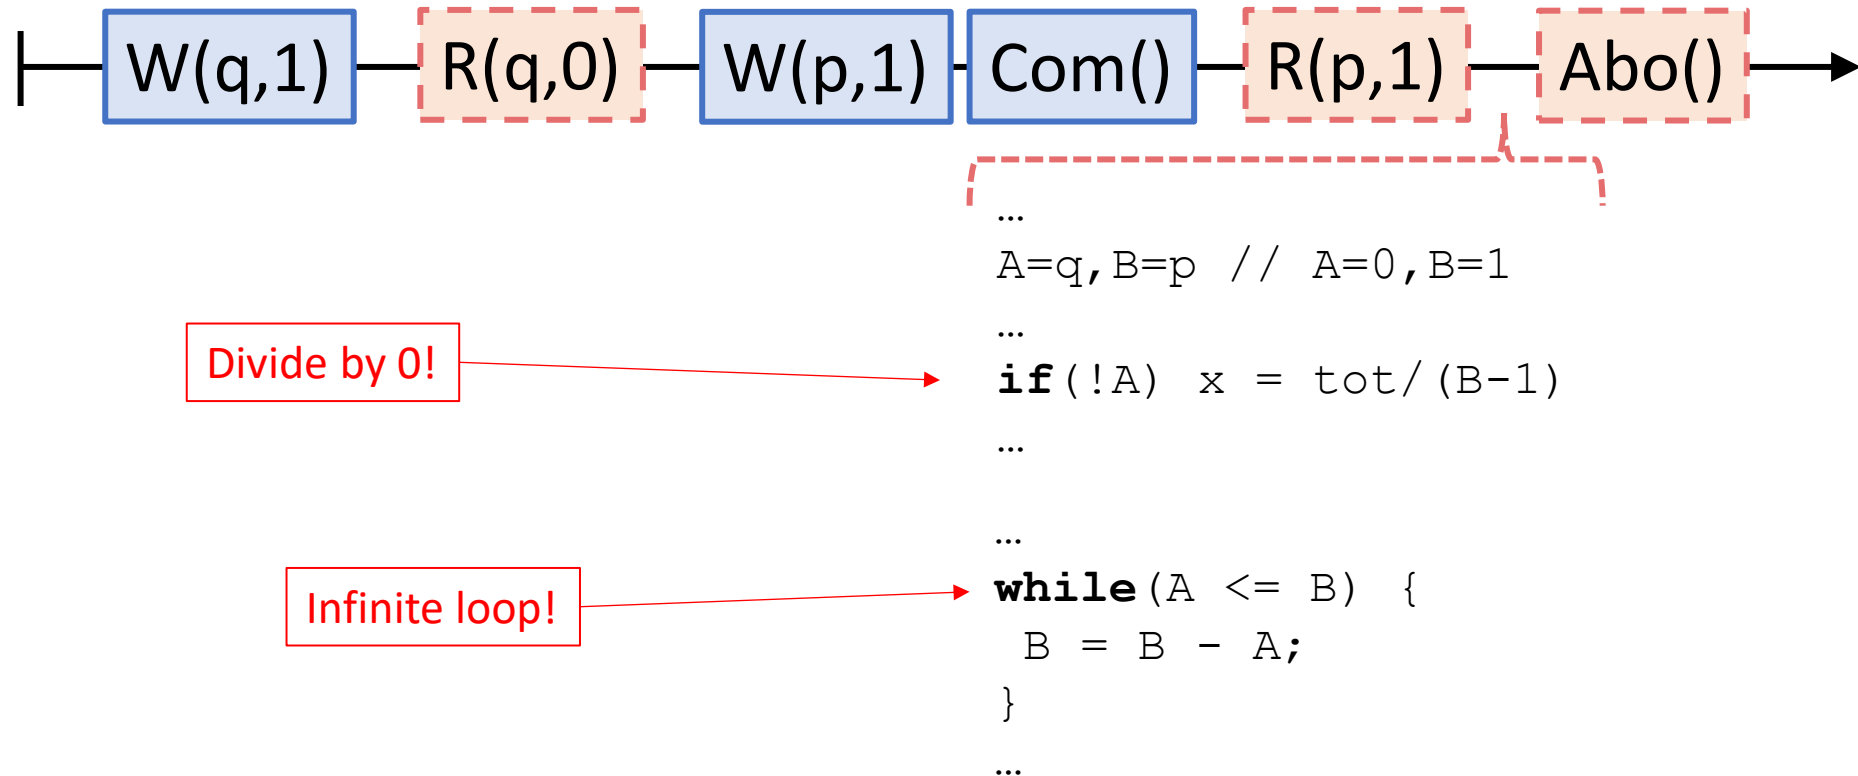 W(q,1) R(q,0) W(p,1) Com() R(p,1) Abo()
…
A=q,B=p // A=0,B=1
…
Divide by 0!
if(!A) x = tot/(B-1)
…
…
Infinite loop!
while(A <= B) {
B = B - A;
}
…